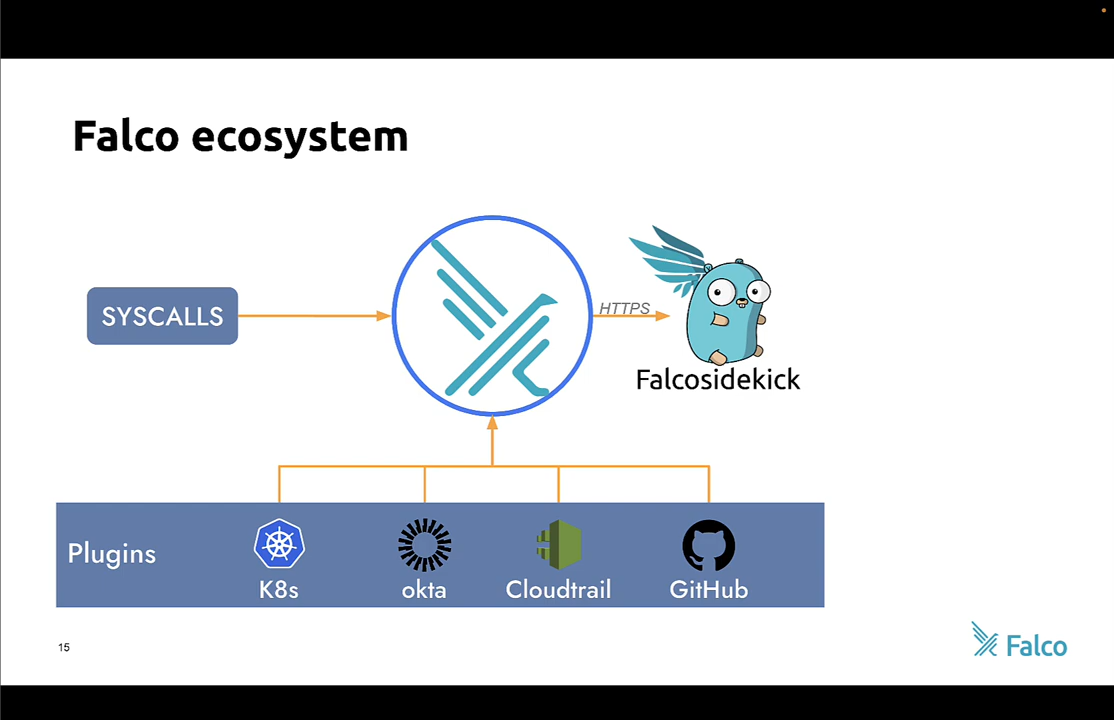 Falco ecosystem
SYSCALLS
HTTPS
Falcosidekick
Plugins
K8s
okta
Cloudtrail
GitHub
15
Falco